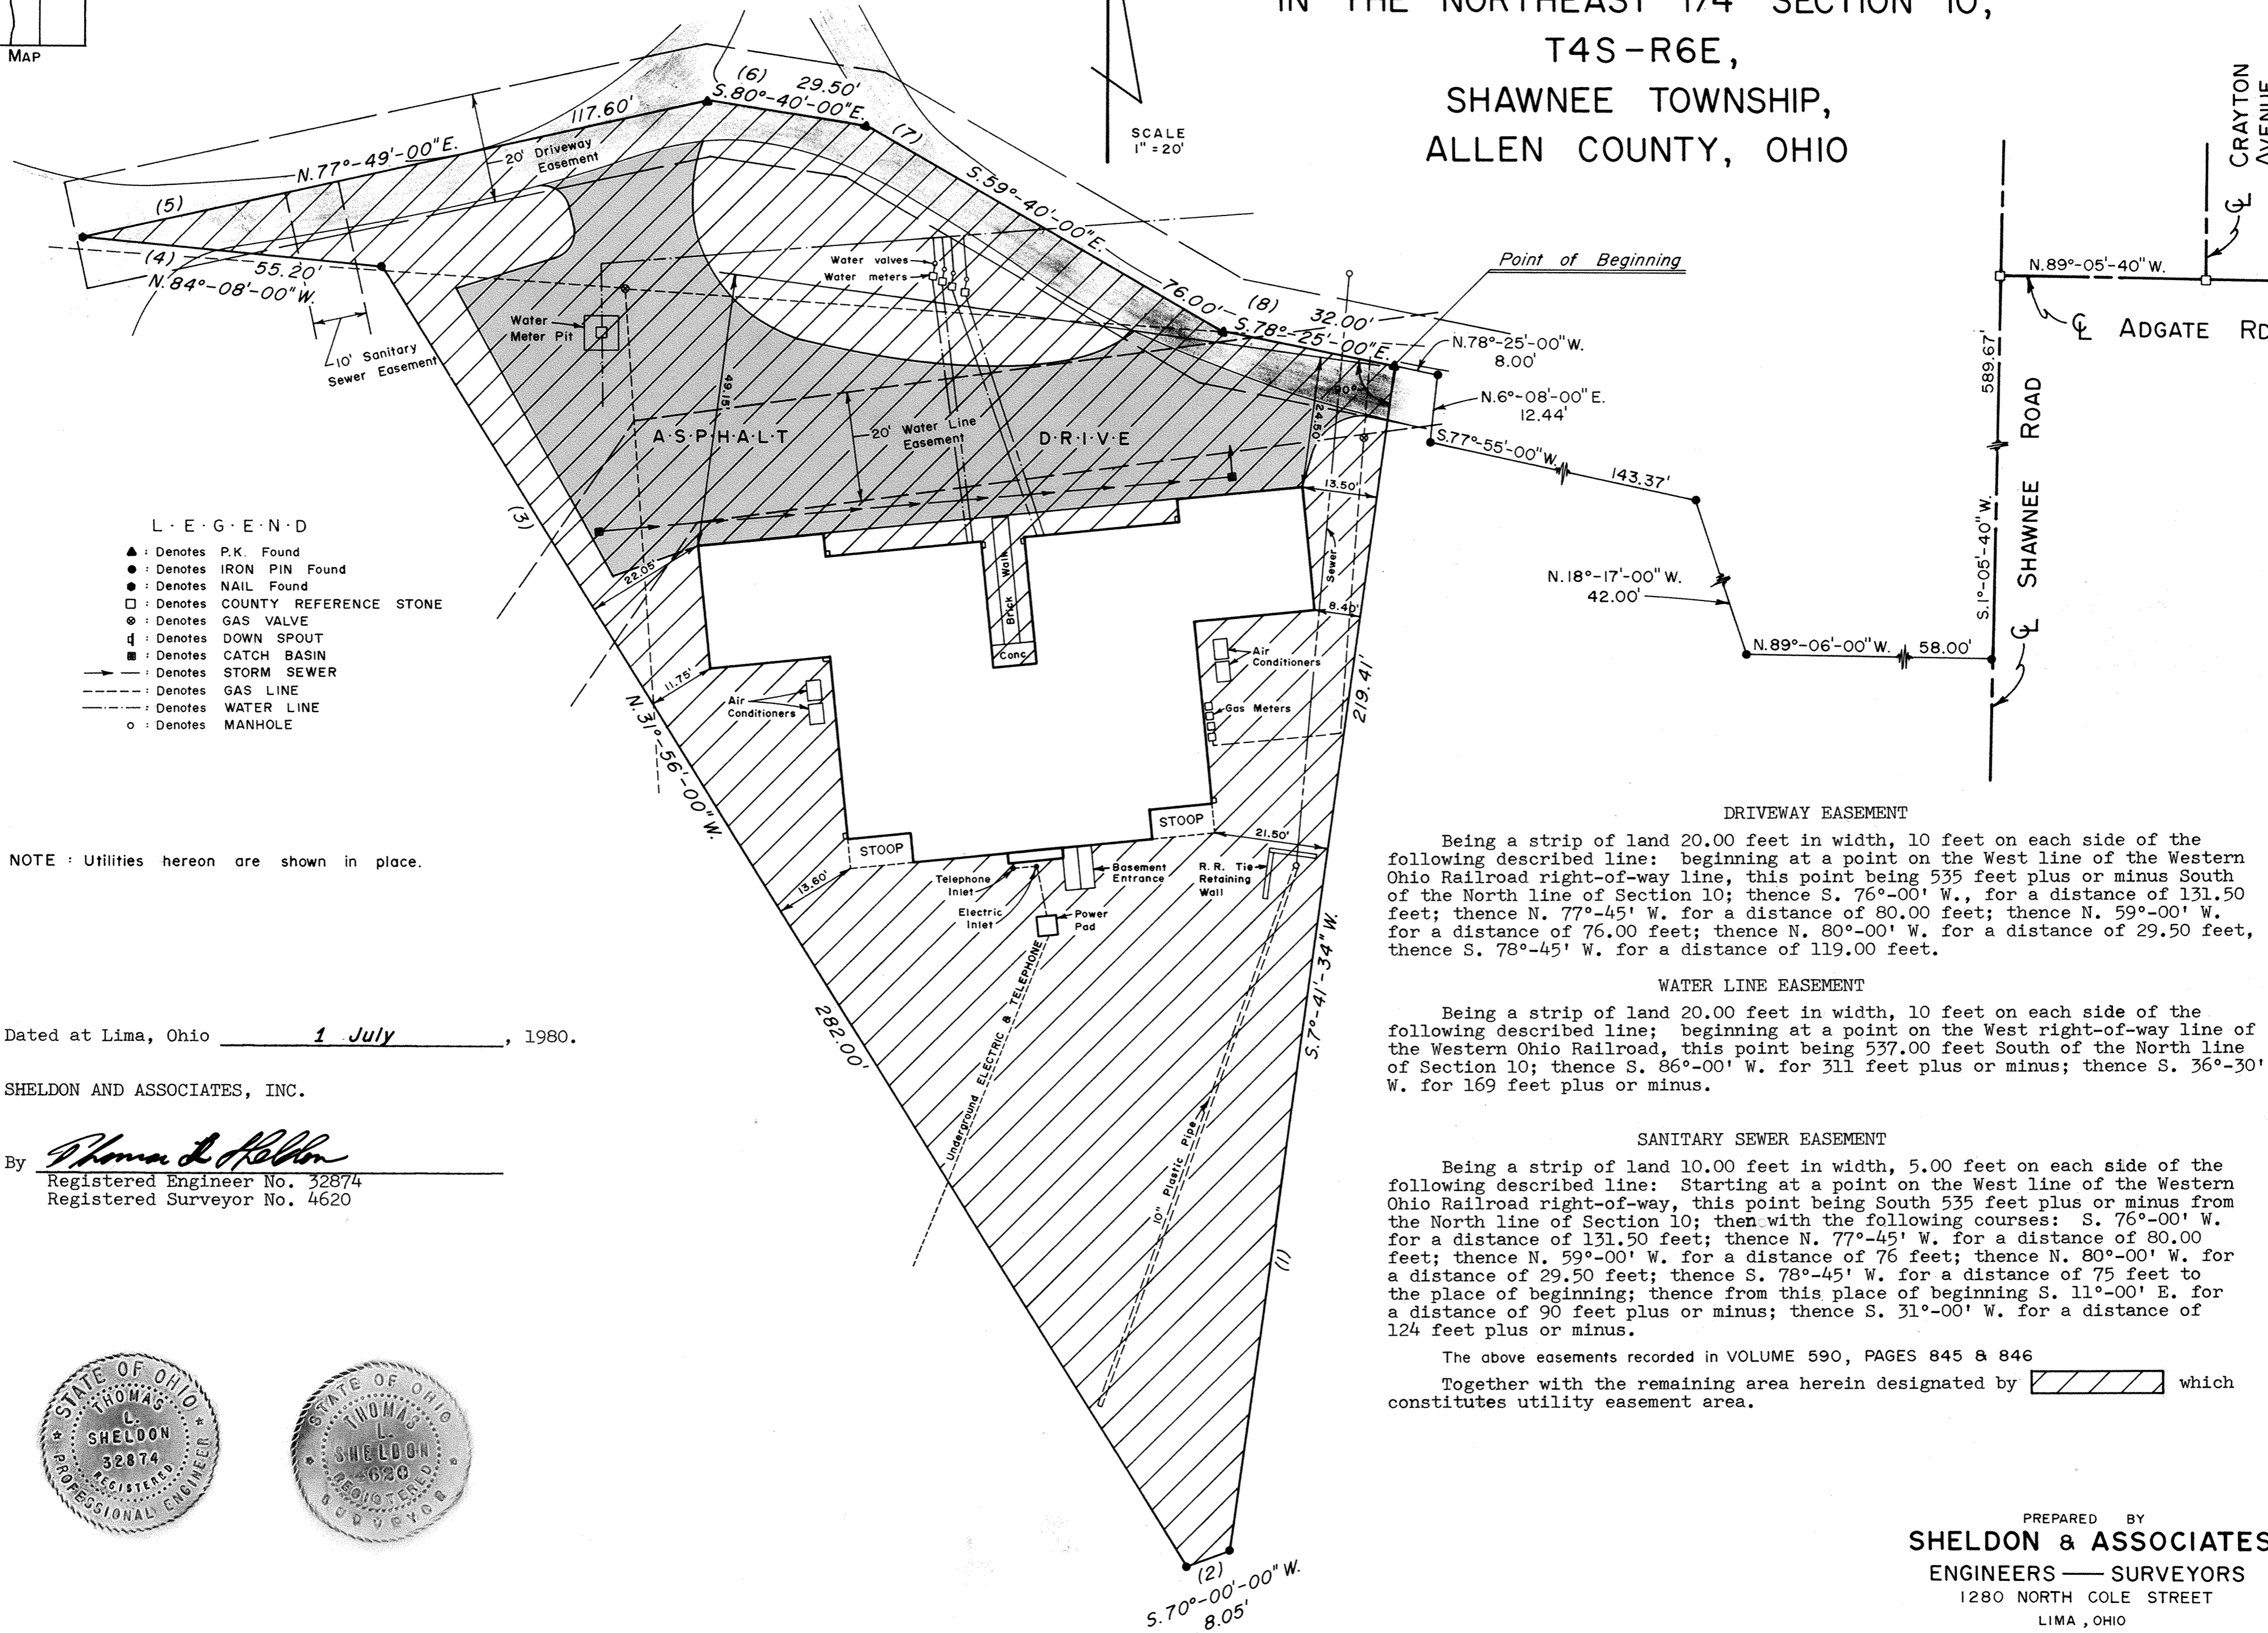 MAP
IN THE NORTHEAST 1/4 SECTION 10,
T4S-R6E,
SHAWNEE TOWNSHIP,
ALLEN COUNTY, OHIO
SCALE
1" = 20'
(6) 29.50'
S.80°-40'-00"E.
117.60'
N.77°-49'-00"E.
(5)
20' Driveway
Easement
(7)
S.59°-40'-00"E.
76.00'
(8) 32.00'
S.78°-25'-00"E.
(4) 55.20'
N.84°-08'-00"W.
10' Sanitary
Sewer Easement
Water valves
Water meters
Water
Meter Pit
Point of Beginning
N.78°-25'-00"W.
8.00'
N.6°-08'-00"E.
12.44'
S.77°-55'-00"W.
143.37'
N.18°-17'-00"W.
42.00'
N.89°-06'-00"W. 58.00'
S.1°-05'-40"W.
589.67'
N.89°-05'-40"W.
℄ ADGATE RD
℄ CRAYTON
AVENUE
℄ SHAWNEE ROAD
90°
24.50'
49.15'
A·S·P·H·A·L·T D·R·I·V·E
20' Water Line
Easement
13.50'
Sewer
8.40'
22.05'
11.75'
(3)
N.31°-56'-00"W.
282.00'
Brick Walk
Conc.
Air
Conditioners
Air
Conditioners
Gas Meters
219.41'
S.7°-41'-34"W.
(1)
STOOP
STOOP
21.50'
13.60'
Telephone
Inlet
Electric
Inlet
Basement
Entrance
Power
Pad
R.R. Tie
Retaining
Wall
Underground ELECTRIC & TELEPHONE
10" Plastic Pipe
(2)
S.70°-00'-00"W.
8.05'
L·E·G·E·N·D
▲ : Denotes P.K. Found
● : Denotes IRON PIN Found
⬢ : Denotes NAIL Found
□ : Denotes COUNTY REFERENCE STONE
⊗ : Denotes GAS VALVE
: Denotes DOWN SPOUT
: Denotes CATCH BASIN
: Denotes STORM SEWER
: Denotes GAS LINE
: Denotes WATER LINE
○ : Denotes MANHOLE
NOTE : Utilities hereon are shown in place.
Dated at Lima, Ohio 1 July, 1980.
SHELDON AND ASSOCIATES, INC.
By Thomas L Sheldon
Registered Engineer No. 32874
Registered Surveyor No. 4620
STATE OF OHIO
THOMAS
L.
SHELDON
32874
REGISTERED
PROFESSIONAL ENGINEER
STATE OF OHIO
THOMAS
L.
SHELDON
4620
REGISTERED
SURVEYOR
DRIVEWAY EASEMENT
Being a strip of land 20.00 feet in width, 10 feet on each side of the
following described line: beginning at a point on the West line of the Western
Ohio Railroad right-of-way line, this point being 535 feet plus or minus South
of the North line of Section 10; thence S. 76°-00' W., for a distance of 131.50
feet; thence N. 77°-45' W. for a distance of 80.00 feet; thence N. 59°-00' W.
for a distance of 76.00 feet; thence N. 80°-00' W. for a distance of 29.50 feet,
thence S. 78°-45' W. for a distance of 119.00 feet.
WATER LINE EASEMENT
Being a strip of land 20.00 feet in width, 10 feet on each side of the
following described line; beginning at a point on the West right-of-way line of
the Western Ohio Railroad, this point being 537.00 feet South of the North line
of Section 10; thence S. 86°-00' W. for 311 feet plus or minus; thence S. 36°-30'
W. for 169 feet plus or minus.
SANITARY SEWER EASEMENT
Being a strip of land 10.00 feet in width, 5.00 feet on each side of the
following described line: Starting at a point on the West line of the Western
Ohio Railroad right-of-way, this point being South 535 feet plus or minus from
the North line of Section 10; then with the following courses: S. 76°-00' W.
for a distance of 131.50 feet; thence N. 77°-45' W. for a distance of 80.00
feet; thence N. 59°-00' W. for a distance of 76 feet; thence N. 80°-00' W. for
a distance of 29.50 feet; thence S. 78°-45' W. for a distance of 75 feet to
the place of beginning; thence from this place of beginning S. 11°-00' E. for
a distance of 90 feet plus or minus; thence S. 31°-00' W. for a distance of
124 feet plus or minus.
The above easements recorded in VOLUME 590, PAGES 845 & 846
Together with the remaining area herein designated by which
constitutes utility easement area.
PREPARED BY
SHELDON & ASSOCIATES
ENGINEERS — SURVEYORS
1280 NORTH COLE STREET
LIMA, OHIO